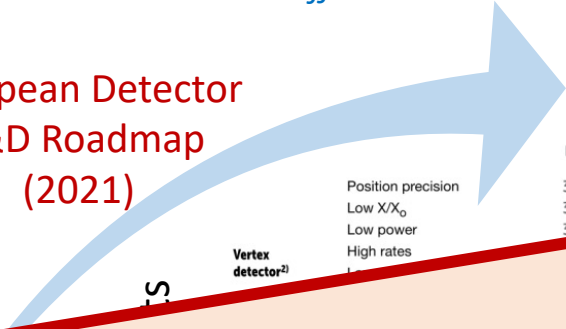 pean Detector
&D Roadmap
(2021)
Position precision
Low X/X₀
Low power
High rates
Vertex
detector²⁾